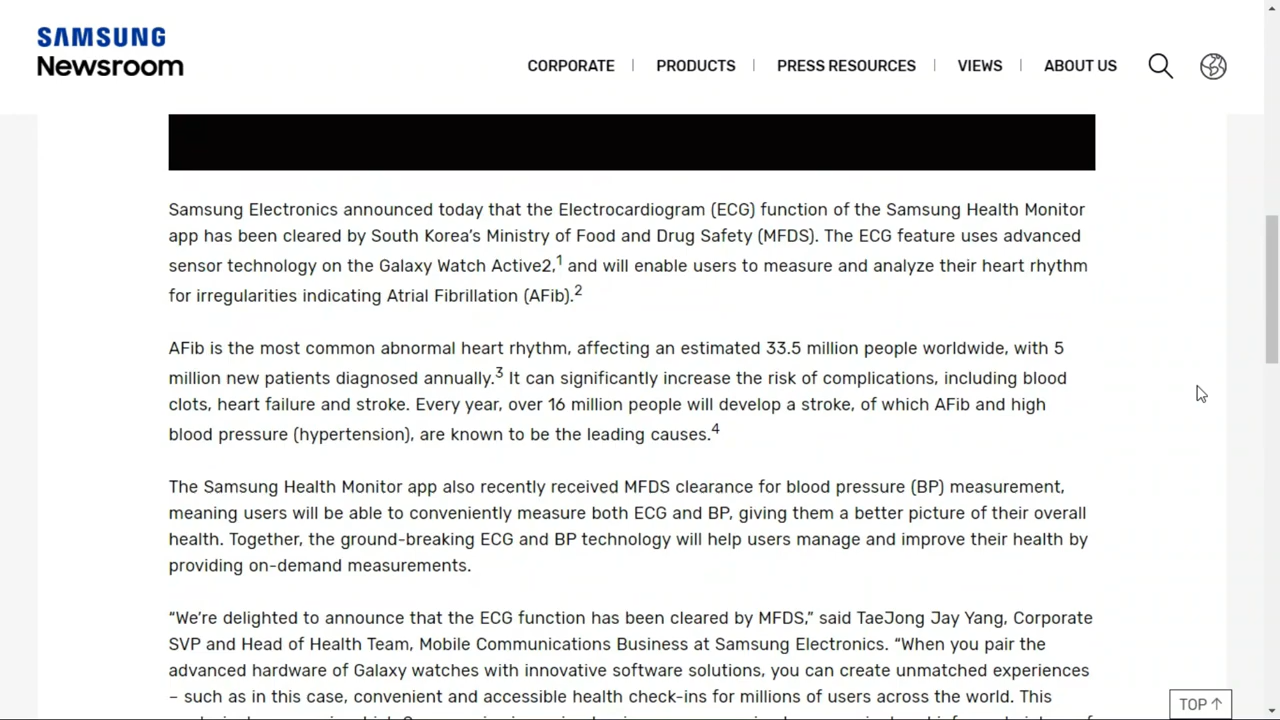 SAMSUNG
Newsroom
CORPORATE | PRODUCTS | PRESS RESOURCES | VIEWS | ABOUT US
Samsung Electronics announced today that the Electrocardiogram (ECG) function of the Samsung Health Monitor
app has been cleared by South Korea’s Ministry of Food and Drug Safety (MFDS). The ECG feature uses advanced
sensor technology on the Galaxy Watch Active2,1 and will enable users to measure and analyze their heart rhythm
for irregularities indicating Atrial Fibrillation (AFib).2
AFib is the most common abnormal heart rhythm, affecting an estimated 33.5 million people worldwide, with 5
million new patients diagnosed annually.3 It can significantly increase the risk of complications, including blood
clots, heart failure and stroke. Every year, over 16 million people will develop a stroke, of which AFib and high
blood pressure (hypertension), are known to be the leading causes.4
The Samsung Health Monitor app also recently received MFDS clearance for blood pressure (BP) measurement,
meaning users will be able to conveniently measure both ECG and BP, giving them a better picture of their overall
health. Together, the ground-breaking ECG and BP technology will help users manage and improve their health by
providing on-demand measurements.
“We’re delighted to announce that the ECG function has been cleared by MFDS,” said TaeJong Jay Yang, Corporate
SVP and Head of Health Team, Mobile Communications Business at Samsung Electronics. “When you pair the
advanced hardware of Galaxy watches with innovative software solutions, you can create unmatched experiences
– such as in this case, convenient and accessible health check-ins for millions of users across the world. This
TOP ↑